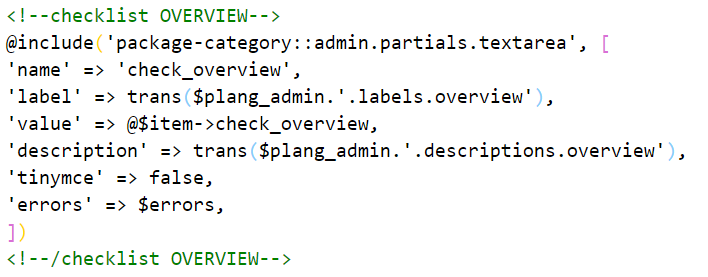 <!--checklist OVERVIEW-->
@include('package-category::admin.partials.textarea', [
'name' => 'check_overview',
'label' => trans($plang_admin.'.labels.overview'),
'value' => @$item->check_overview,
'description' => trans($plang_admin.'.descriptions.overview'),
'tinymce' => false,
'errors' => $errors,
])
<!--/checklist OVERVIEW-->